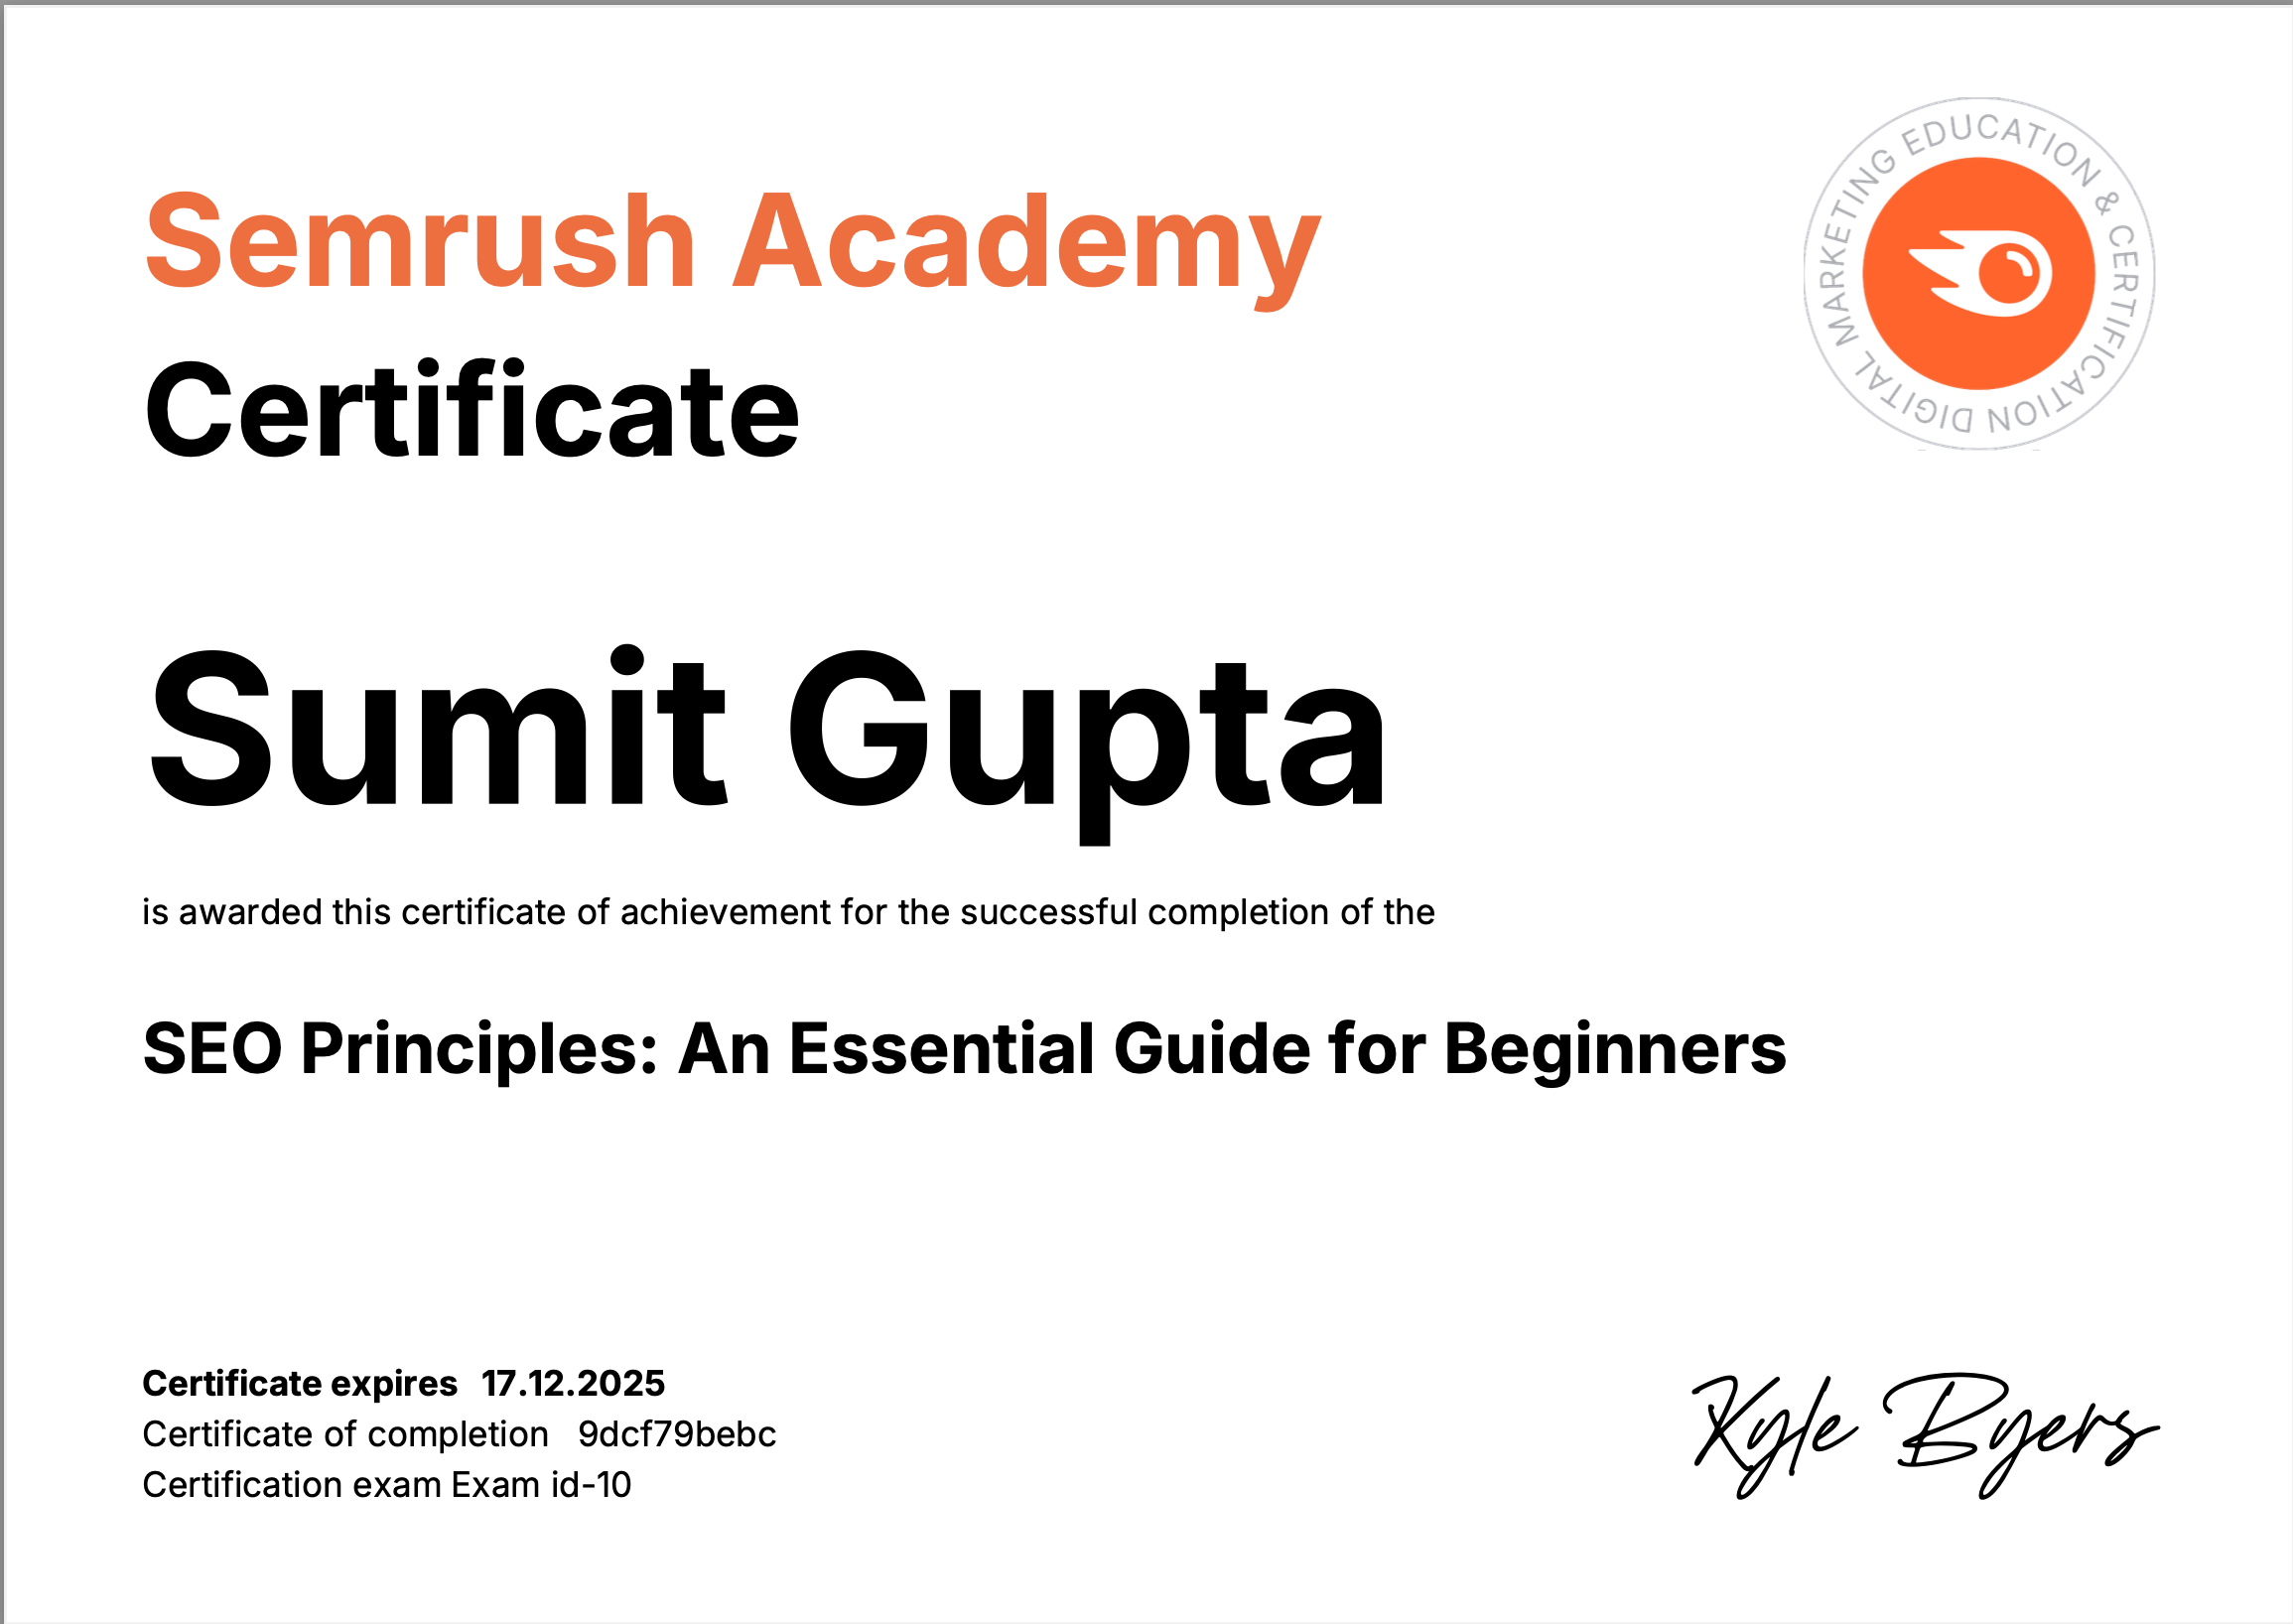 Semrush Academy
Certificate
DIGITAL MARKETING EDUCATION & CERTIFICATION
Sumit Gupta
is awarded this certificate of achievement for the successful completion of the
SEO Principles: An Essential Guide for Beginners
Certificate expires 17.12.2025
Certificate of completion 9dcf79bebc
Certification exam Exam id-10
Kyle Byers